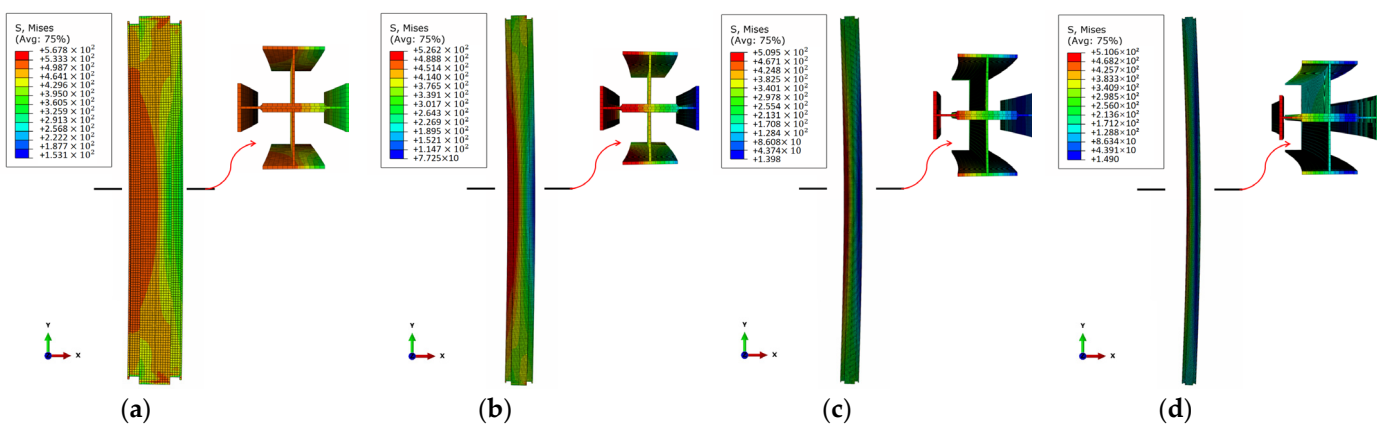 S, Mises
(Avg: 75%)
+5.678 × 10²
+5.333 × 10²
+4.987 × 10²
+4.641 × 10²
+4.296 × 10²
+3.950 × 10²
+3.605 × 10²
+3.259 × 10²
+2.913 × 10²
+2.568 × 10²
+2.222 × 10²
+1.877 × 10²
+1.531 × 10²
Y
X
(a)
S, Mises
(Avg: 75%)
+5.262 × 10²
+4.888 × 10²
+4.514 × 10²
+4.140 × 10²
+3.765 × 10²
+3.391 × 10²
+3.017 × 10²
+2.643 × 10²
+2.269 × 10²
+1.895 × 10²
+1.521 × 10²
+1.147 × 10²
+7.725×10
Y
X
(b)
S, Mises
(Avg: 75%)
+5.095 × 10²
+4.671 × 10²
+4.248 × 10²
+3.825 × 10²
+3.401 × 10²
+2.978 × 10²
+2.554 × 10²
+2.131 × 10²
+1.708 × 10²
+1.284 × 10²
+8.608 × 10
+4.374 × 10
+1.398
Y
X
(c)
S, Mises
(Avg: 75%)
+5.106×10²
+4.682×10²
+4.257×10²
+3.833×10²
+3.409×10²
+2.985×10²
+2.560×10²
+2.136×10²
+1.712×10²
+1.288×10²
+8.634×10
+4.391×10
+1.490
Y
X
(d)